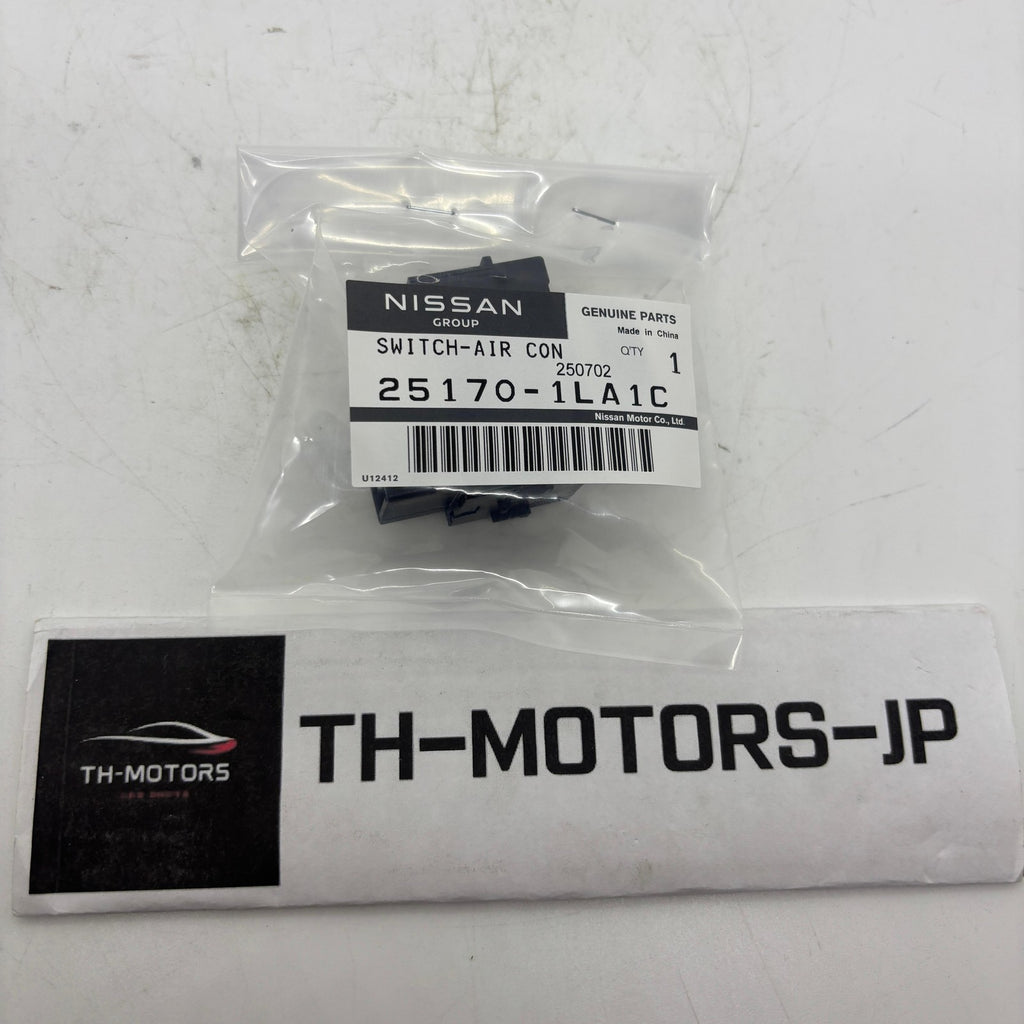 NISSAN
GROUP
GENUINE PARTS
Made in China
SWITCH-AIR CON
Q'TY 1
250702
25170-1LA1C
Nissan Motor Co., Ltd.
U12412
TH-MOTORS-JP
TH-MOTORS